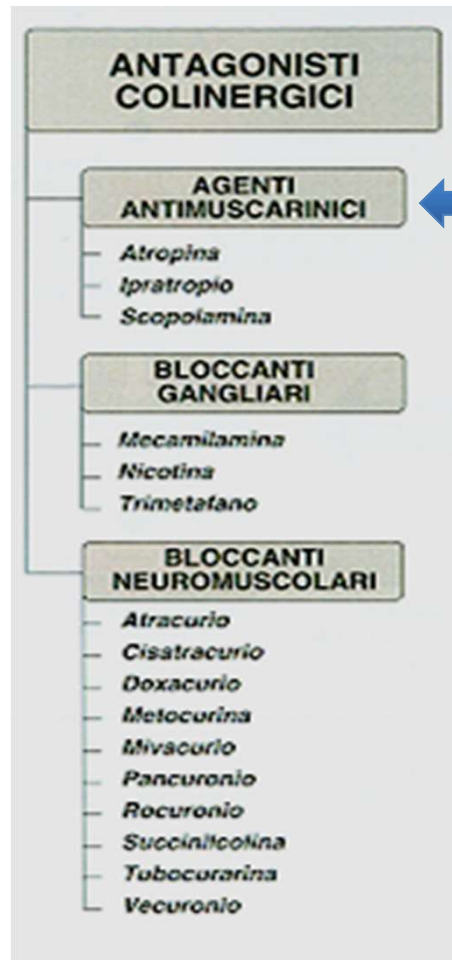 ANTAGONISTI
COLINERGICI
AGENTI
ANTIMUSCARINICI
Atropina
Ipratropio
Scopolamina
BLOCCANTI
GANGLIARI
Mecamilamina
Nicotina
Trimetafano
BLOCCANTI
NEUROMUSCOLARI
Atracurio
Cisatracurio
Doxacurio
Metocurina
Mivacurio
Pancuronio
Rocuronio
Succinilcolina
Tubocurarina
Vecuronio